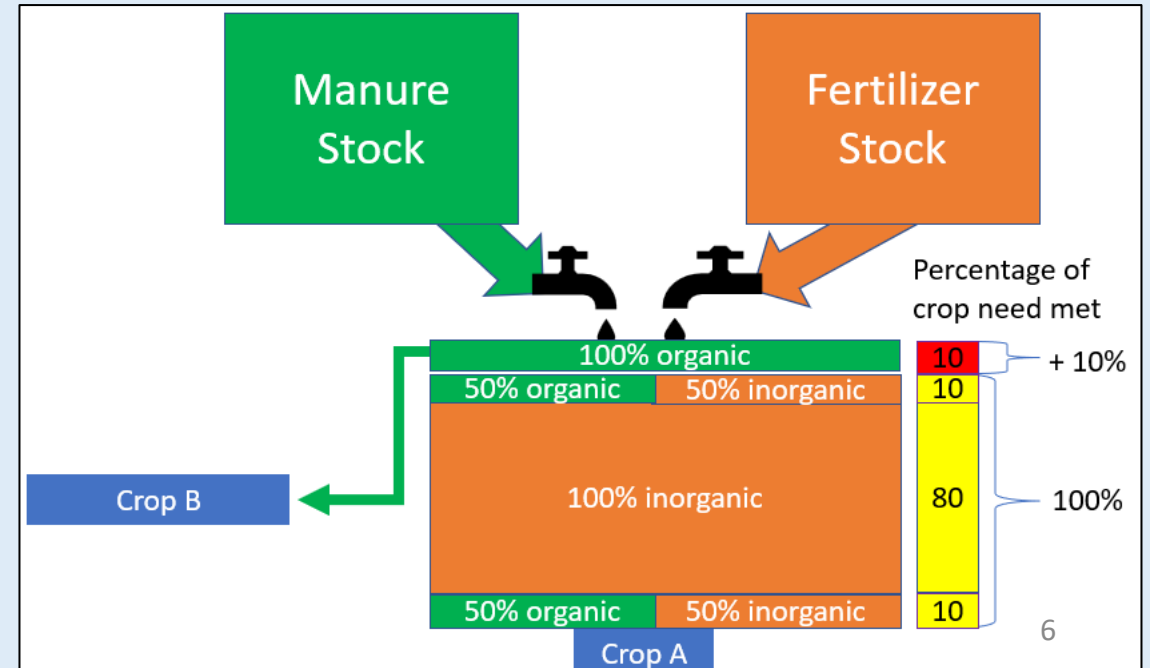 Manure
Stock
Fertilizer
Stock
Percentage of
crop need met
100% organic
10
+ 10%
50% organic
50% inorganic
10
100% inorganic
80
100%
Crop B
50% organic
50% inorganic
10
6
Crop A